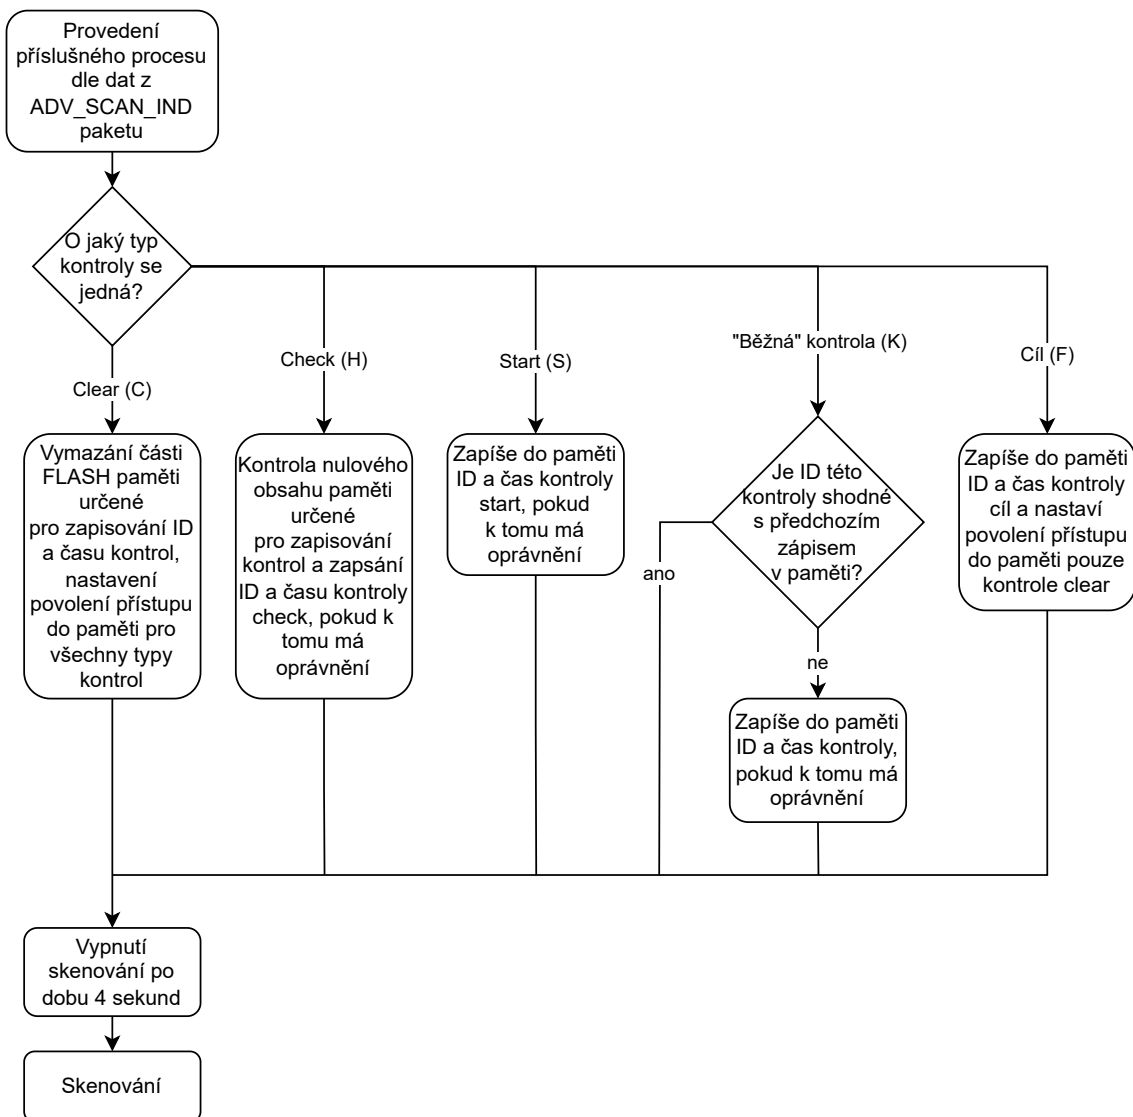 Provedení
příslušného procesu
dle dat z
ADV_SCAN_IND
paketu
O jaký typ
kontroly se
jedná?
Clear (C)
Check (H)
Start (S)
"Běžná" kontrola (K)
Cíl (F)
Vymazání části
FLASH paměti
určené
pro zapisování ID
a času kontrol,
nastavení
povolení přístupu
do paměti pro
všechny typy
kontrol
Kontrola nulového
obsahu paměti
určené
pro zapisování
kontrol a zapsání
ID a času kontroly
check, pokud k
tomu má
oprávnění
Zapíše do paměti
ID a čas kontroly
start, pokud
k tomu má
oprávnění
Je ID této
kontroly shodné
s předchozím
zápisem
v paměti?
ano
ne
Zapíše do paměti
ID a čas kontroly,
pokud k tomu má
oprávnění
Zapíše do paměti
ID a čas kontroly
cíl a nastaví
povolení přístupu
do paměti pouze
kontrole clear
Vypnutí
skenování po
dobu 4 sekund
Skenování